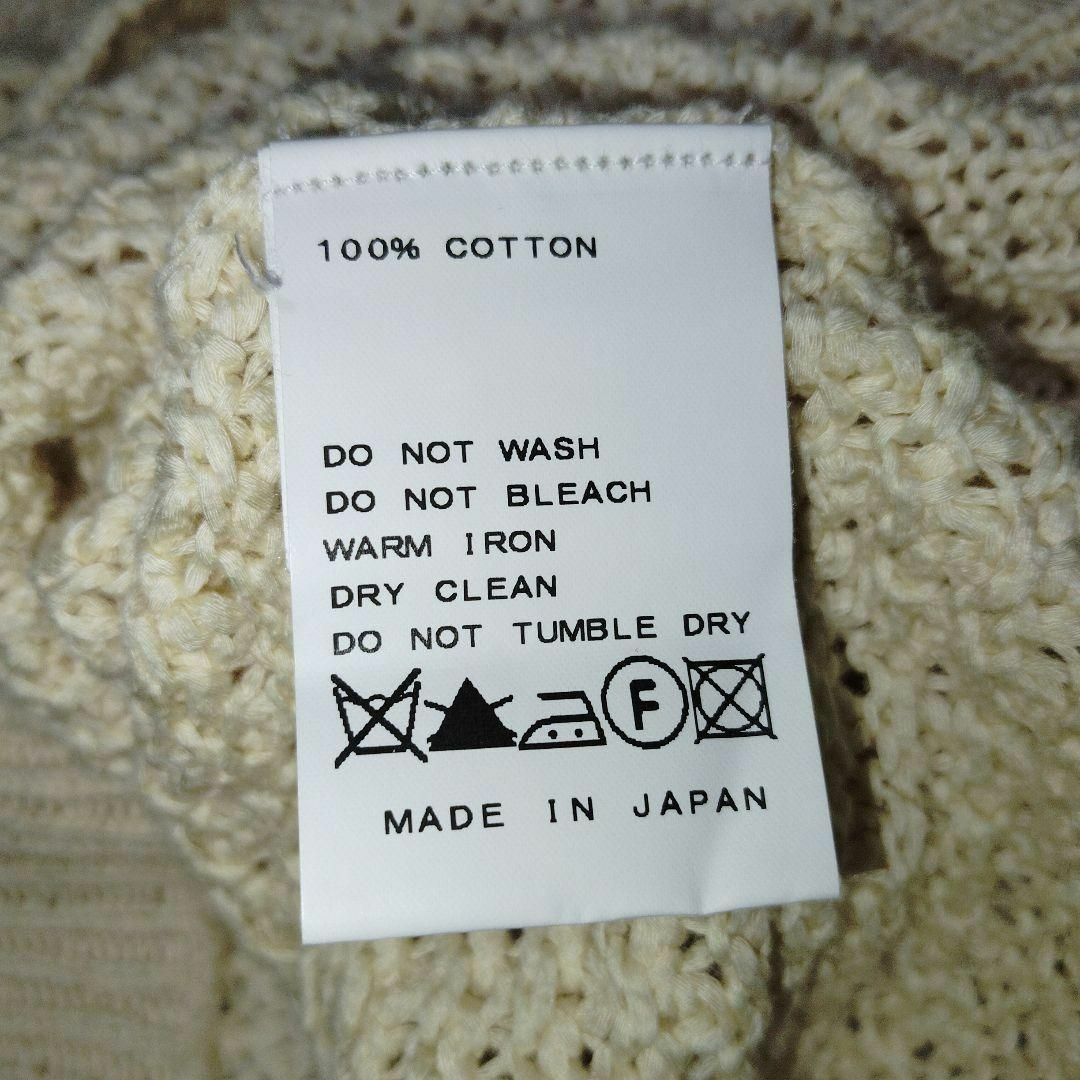 100% COTTON
DO NOT WASH
DO NOT BLEACH
WARM IRON
DRY CLEAN
DO NOT TUMBLE DRY
F
MADE IN JAPAN